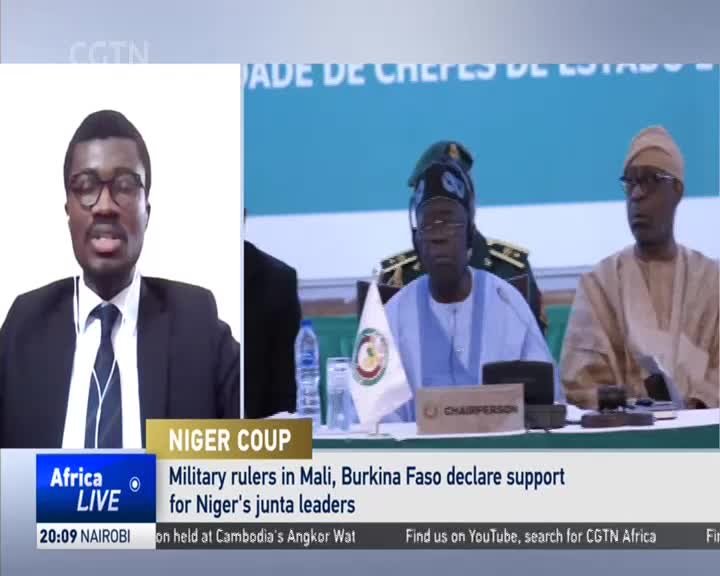 CGTN
DADE DE CHEFES DE ESTADO E
CHAIRPERSON
NIGER COUP
Africa
LIVE
Military rulers in Mali, Burkina Faso declare support
for Niger's junta leaders
20:09 NAIROBI
on held at Cambodia's Angkor Wat
Find us on YouTube, search for CGTN Africa
Fin